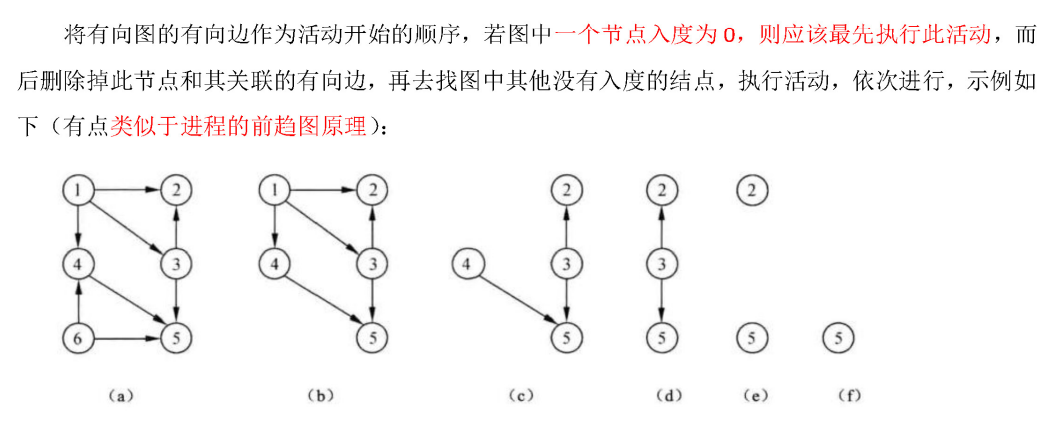 将有向图的有向边作为活动开始的顺序，若图中一个节点入度为 0，则应该最先执行此活动，而
后删除掉此节点和其关联的有向边，再去找图中其他没有入度的结点，执行活动，依次进行，示例如
下（有点类似于进程的前趋图原理）：
1 2 1 2 2 2 2
4 3 4 3 4 3 3
6 5 5 5 5 5 5
（a） （b） （c） （d） （e） （f）